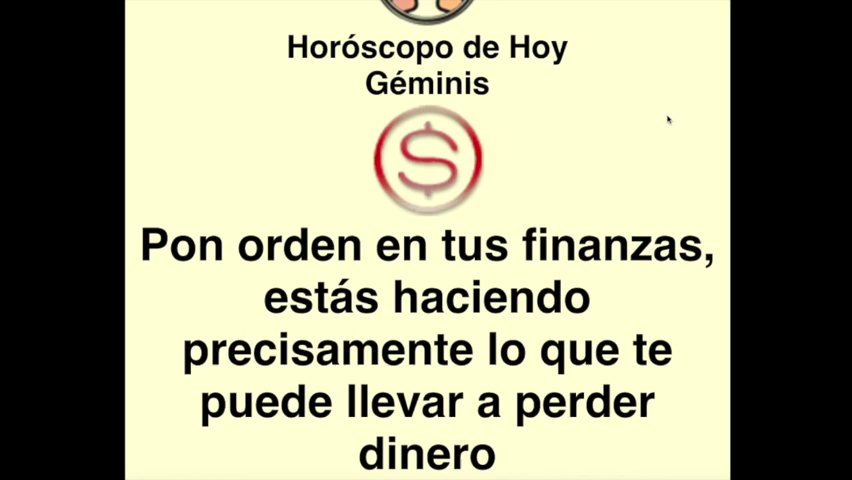 Horóscopo de Hoy
Géminis
$
Pon orden en tus finanzas,
estás haciendo
precisamente lo que te
puede llevar a perder
dinero